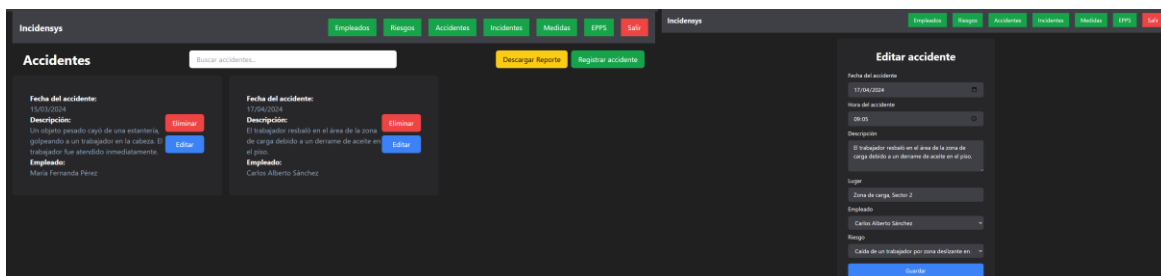 Incidensys
Empleados Riesgos Accidentes Incidentes Medidas EPPS Salir
Accidentes
Buscar accidentes...
Descargar Reporte
Registrar accidente
Fecha del accidente:
15/03/2024
Descripción:
Un objeto pesado cayó de una estantería,
golpeando a un trabajador en la cabeza. El
trabajador fue atendido inmediatamente.
Empleado:
María Fernanda Pérez
Eliminar
Editar
Fecha del accidente:
17/04/2024
Descripción:
El trabajador resbaló en el área de la zona
de carga debido a un derrame de aceite en
el piso.
Empleado:
Carlos Alberto Sánchez
Eliminar
Editar
Incidensys
Empleados Riesgos Accidentes Incidentes Medidas EPPS Salir
Editar accidente
Fecha del accidente
17/04/2024
Hora del accidente
09:05
Descripción
El trabajador resbaló en el área de la zona de
carga debido a un derrame de aceite en el piso.
Lugar
Zona de carga, Sector 2
Empleado
Carlos Alberto Sánchez
Riesgo
Caída de un trabajador por zona deslizante en
Guardar